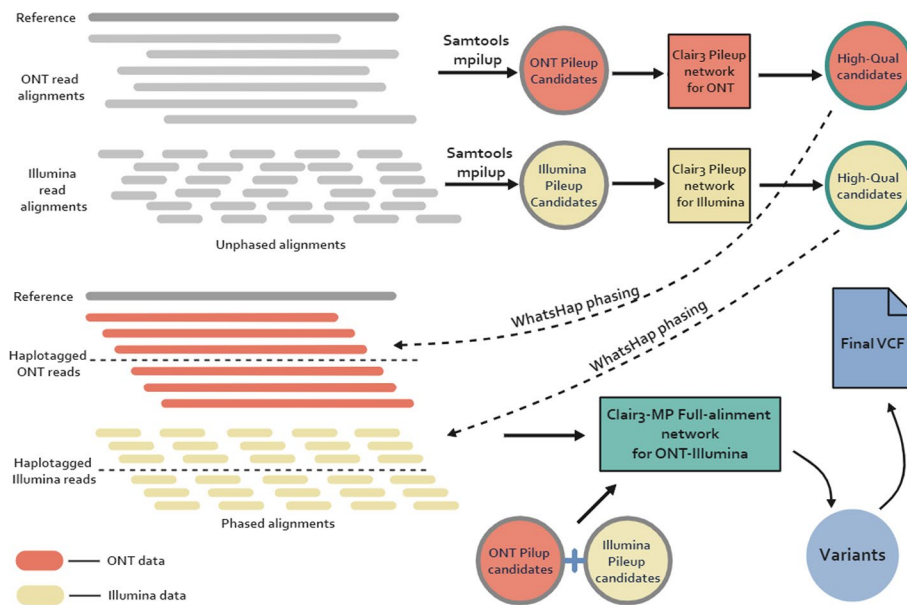 Reference
ONT read
alignments
Samtools
mpilup
ONT Pileup
Candidates
Clair3 Pileup
network
for ONT
High-Qual
candidates
Illumina
read
alignments
Samtools
mpilup
Illumina
Pileup
Candidates
Clair3 Pileup
network
for Illumina
High-Qual
candidates
Unphased alignments
Reference
Haplotagged
ONT reads
WhatsHap phasing
WhatsHap phasing
Final VCF
Haplotagged
Illumina reads
Clair3-MP Full-alinment
network
for ONT-Illumina
Phased alignments
ONT Pilup
candidates
Illumina
Pileup
candidates
Variants
ONT data
Illumina data